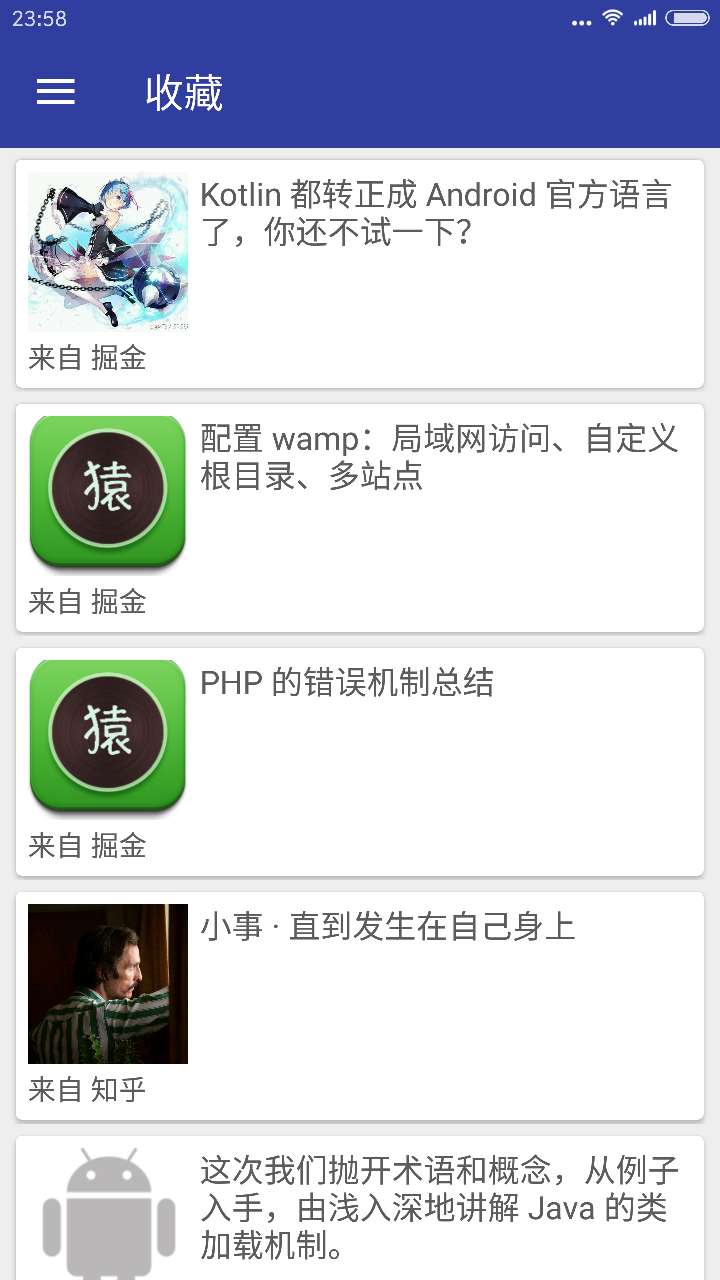 23:58
收藏
Kotlin 都转正成 Android 官方语言
了，你还不试一下？
来自 掘金
猿
配置 wamp：局域网访问、自定义
根目录、多站点
来自 掘金
猿
PHP 的错误机制总结
来自 掘金
小事 · 直到发生在自己身上
来自 知乎
这次我们抛开术语和概念，从例子
入手，由浅入深地讲解 Java 的类
加载机制。